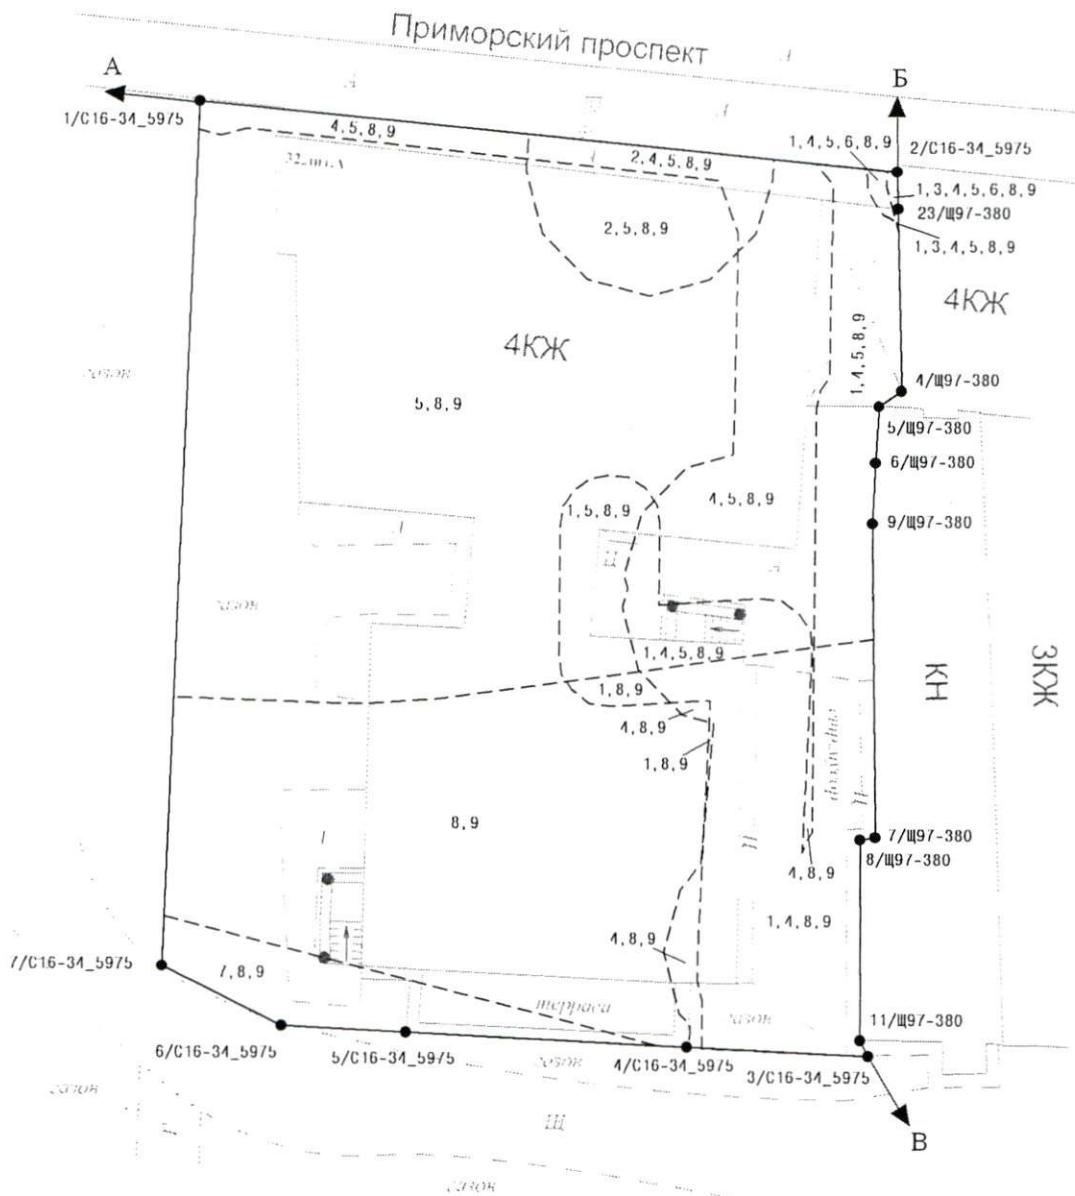 Приморский проспект
А
Б
А
А
А
1/С16-34_5975
4,5,8,9
2,4,5,8,9
1,4,5,6,8,9
2/С16-34_5975
1,3,4,5,6,8,9
23/Щ97-380
2,5,8,9
1,3,4,5,8,9
4КЖ
4КЖ
1,4,5,8,9
газон
5,8,9
4/Щ97-380
5/Щ97-380
6/Щ97-380
4,5,8,9
1,5,8,9
9/Щ97-380
Ц
А
газон
1,4,5,8,9
КН
3КЖ
1,8,9
4,8,9
1,8,9
8,9
7/Щ97-380
8/Щ97-380
Ц
Ц
4,8,9
1,4,8,9
4,8,9
7/С16-34_5975
7,8,9
терраса
газон
11/Щ97-380
6/С16-34_5975
5/С16-34_5975
газон
4/С16-34_5975
3/С16-34_5975
газон
Щ
В
газон